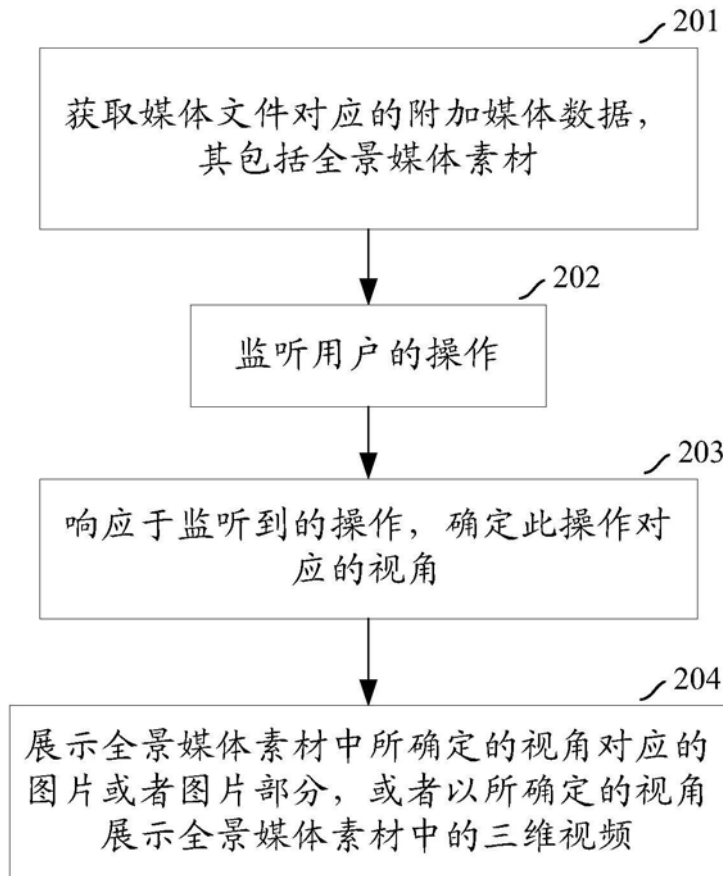 201
获取媒体文件对应的附加媒体数据，
其包括全景媒体素材
202
监听用户的操作
203
响应于监听到的操作，确定此操作对
应的视角
204
展示全景媒体素材中所确定的视角对应的
图片或者图片部分，或者以所确定的视角
展示全景媒体素材中的三维视频